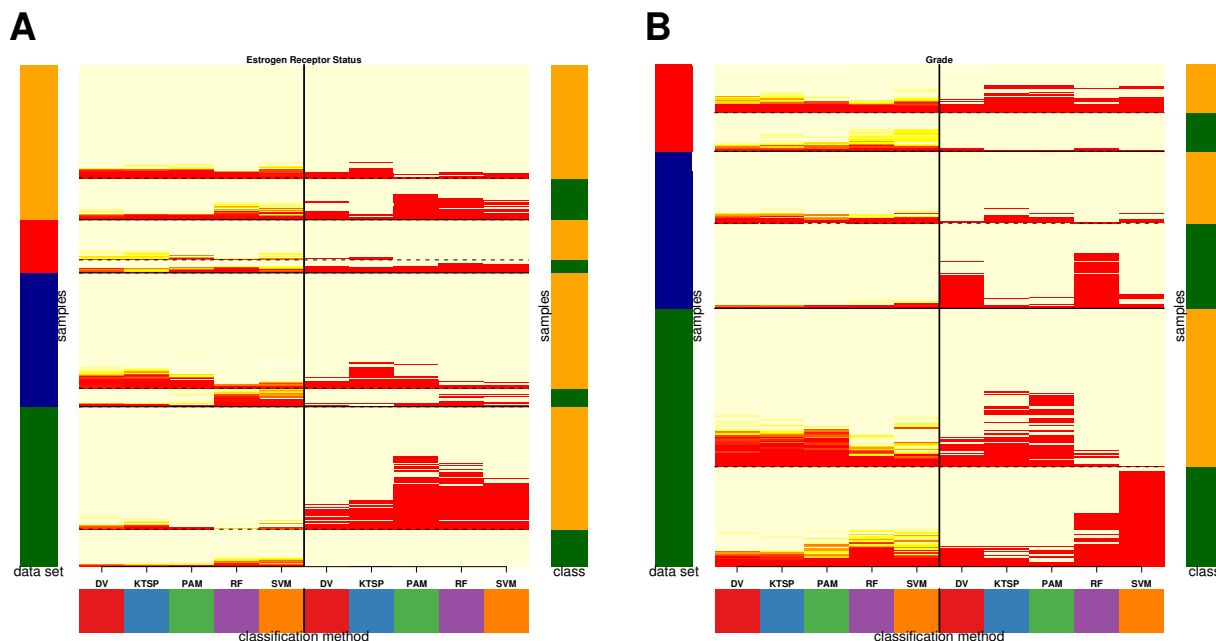 A
B
Estrogen Receptor Status
Grade
samples
samples
samples
samples
data set
class
data set
class
DV KTSP PAM RF SVM DV KTSP PAM RF SVM
DV KTSP PAM RF SVM DV KTSP PAM RF SVM
classification method
classification method